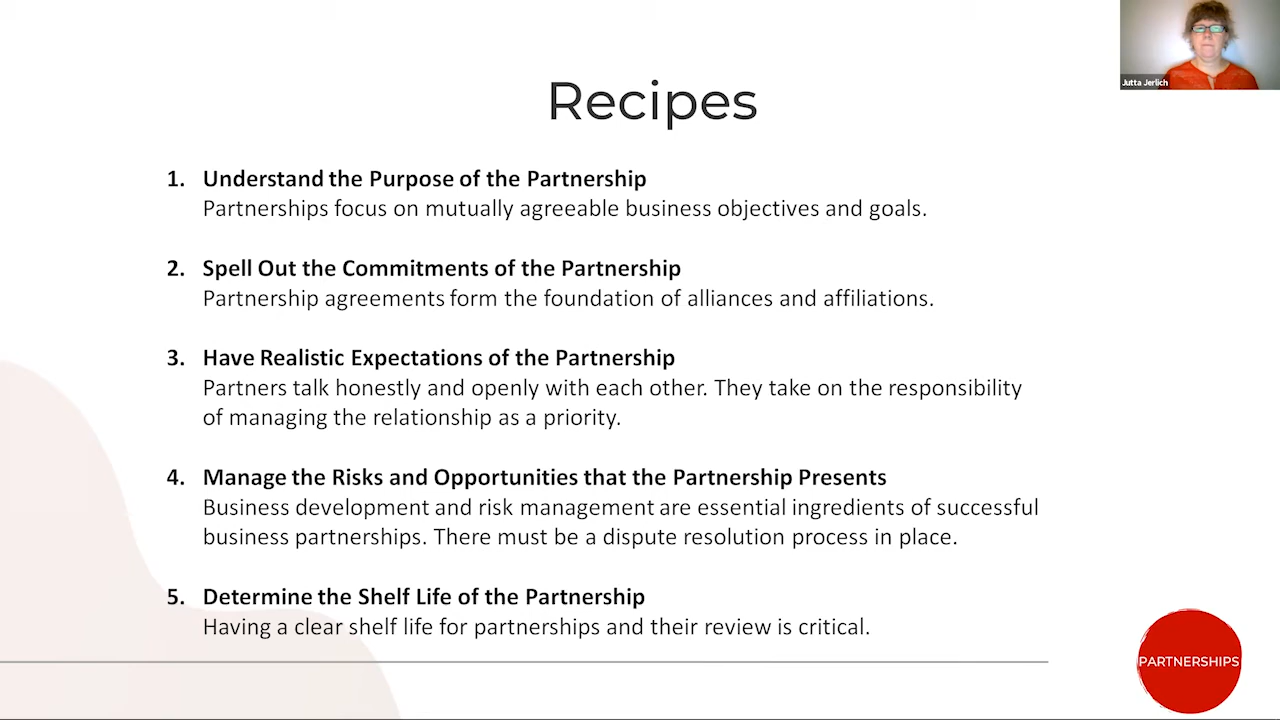 Jutta Jerlich
Recipes
1. Understand the Purpose of the Partnership
Partnerships focus on mutually agreeable business objectives and goals.
2. Spell Out the Commitments of the Partnership
Partnership agreements form the foundation of alliances and affiliations.
3. Have Realistic Expectations of the Partnership
Partners talk honestly and openly with each other. They take on the responsibility
of managing the relationship as a priority.
4. Manage the Risks and Opportunities that the Partnership Presents
Business development and risk management are essential ingredients of successful
business partnerships. There must be a dispute resolution process in place.
5. Determine the Shelf Life of the Partnership
Having a clear shelf life for partnerships and their review is critical.
PARTNERSHIPS